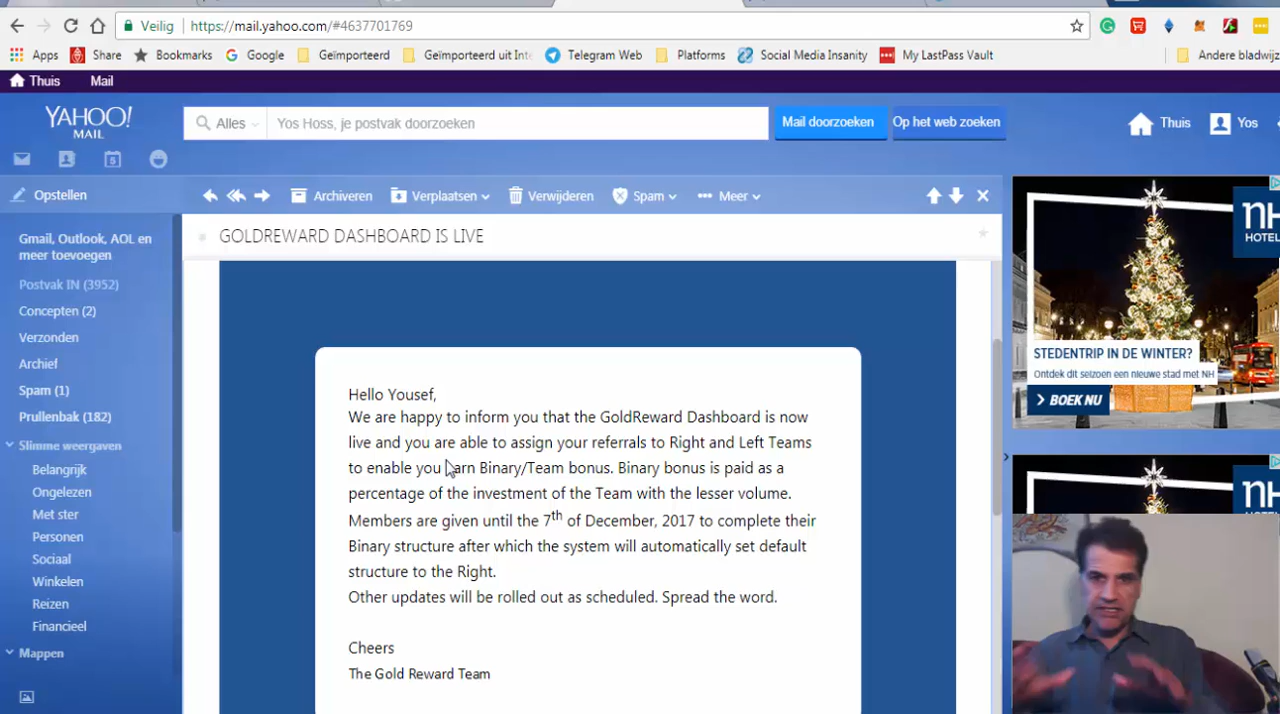 Veilig
https://mail.yahoo.com/#4637701769
Apps Share Bookmarks Google Geïmporteerd Geïmporteerd uit Telegram Web Platforms Social Media Insanity My LastPass Vault Andere bladwijz
Thuis Mail
YAHOO!
MAIL
Alles
Yos Hoss, je postvak doorzoeken
Mail doorzoeken
Op het web zoeken
Thuis
Yos
Opstellen
Archiveren Verplaatsen Verwijderen Spam Meer
GOLDREWARD DASHBOARD IS LIVE
Gmail, Outlook, AOL en
meer toevoegen
Postvak IN (3952)
Concepten (2)
Verzonden
Archief
Spam (1)
Prullenbak (182)
Slimme weergaven
Belangrijk
Ongelezen
Met ster
Personen
Sociaal
Winkelen
Reizen
Financieel
Mappen
Hello Yousef,
We are happy to inform you that the GoldReward Dashboard is now
live and you are able to assign your referrals to Right and Left Teams
to enable you earn Binary/Team bonus. Binary bonus is paid as a
percentage of the investment of the Team with the lesser volume.
Members are given until the 7th of December, 2017 to complete their
Binary structure after which the system will automatically set default
structure to the Right.
Other updates will be rolled out as scheduled. Spread the word.
Cheers
The Gold Reward Team
NH
HOTEL
STEDENTRIP IN DE WINTER?
Ontdek dit seizoen een nieuwe stad met NH
BOEK NU